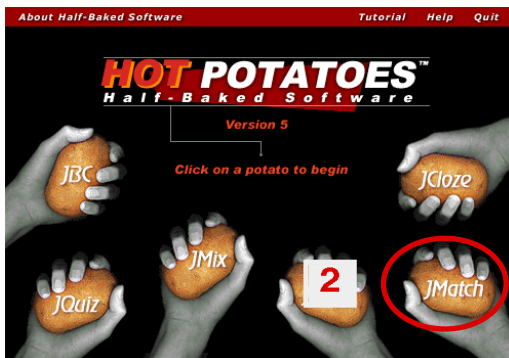 About Half-Baked Software Tutorial Help Quit
HOT POTATOES™
Half-Baked Software
Version 5
Click on a potato to begin
JBC
JCloze
JMix
JQuiz
2
JMatch